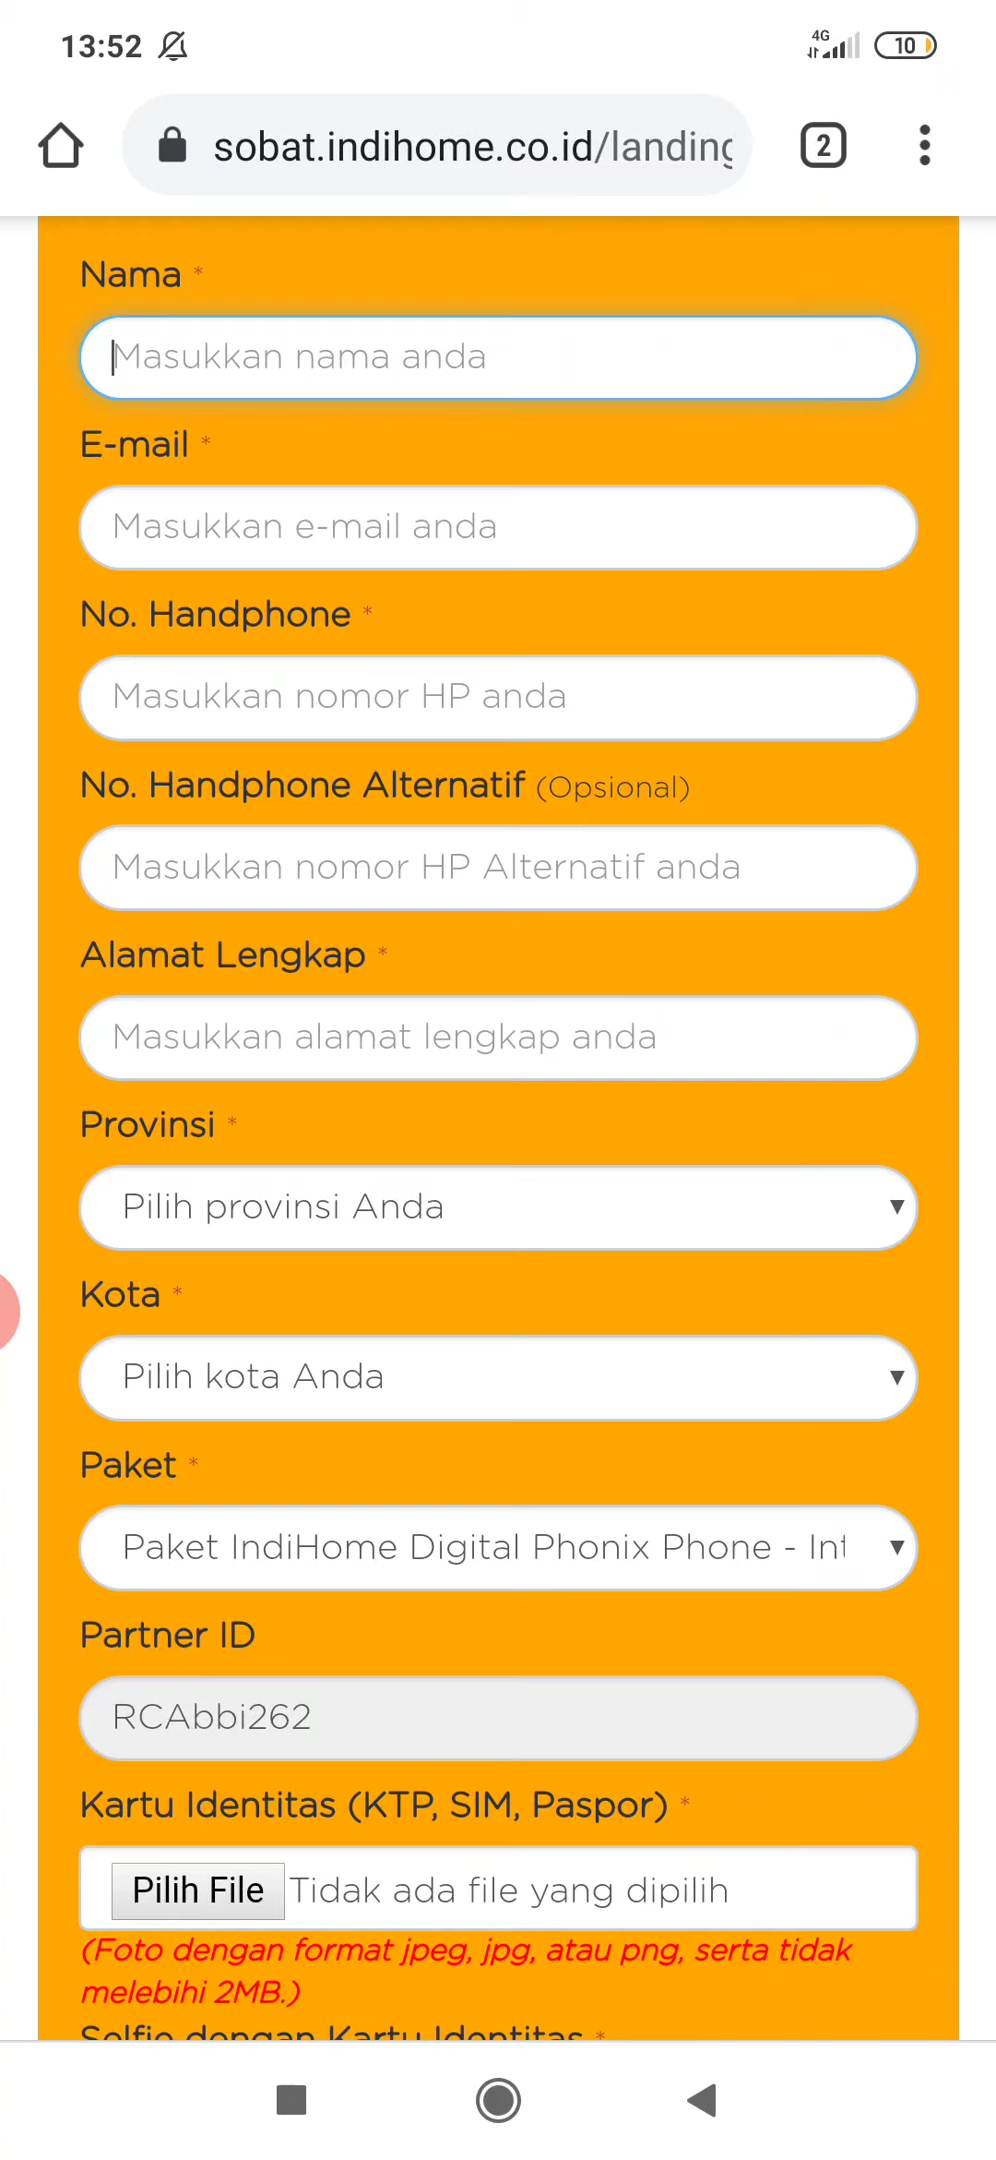 13:52
4G
10
sobat.indihome.co.id/landing
2
Nama *
Masukkan nama anda
E-mail *
Masukkan e-mail anda
No. Handphone *
Masukkan nomor HP anda
No. Handphone Alternatif (Opsional)
Masukkan nomor HP Alternatif anda
Alamat Lengkap *
Masukkan alamat lengkap anda
Provinsi *
Pilih provinsi Anda
Kota *
Pilih kota Anda
Paket *
Paket IndiHome Digital Phonix Phone - Int
Partner ID
RCAbbi262
Kartu Identitas (KTP, SIM, Paspor) *
Pilih File Tidak ada file yang dipilih
(Foto dengan format jpeg, jpg, atau png, serta tidak
melebihi 2MB.)
Selfie dengan Kartu Identitas *